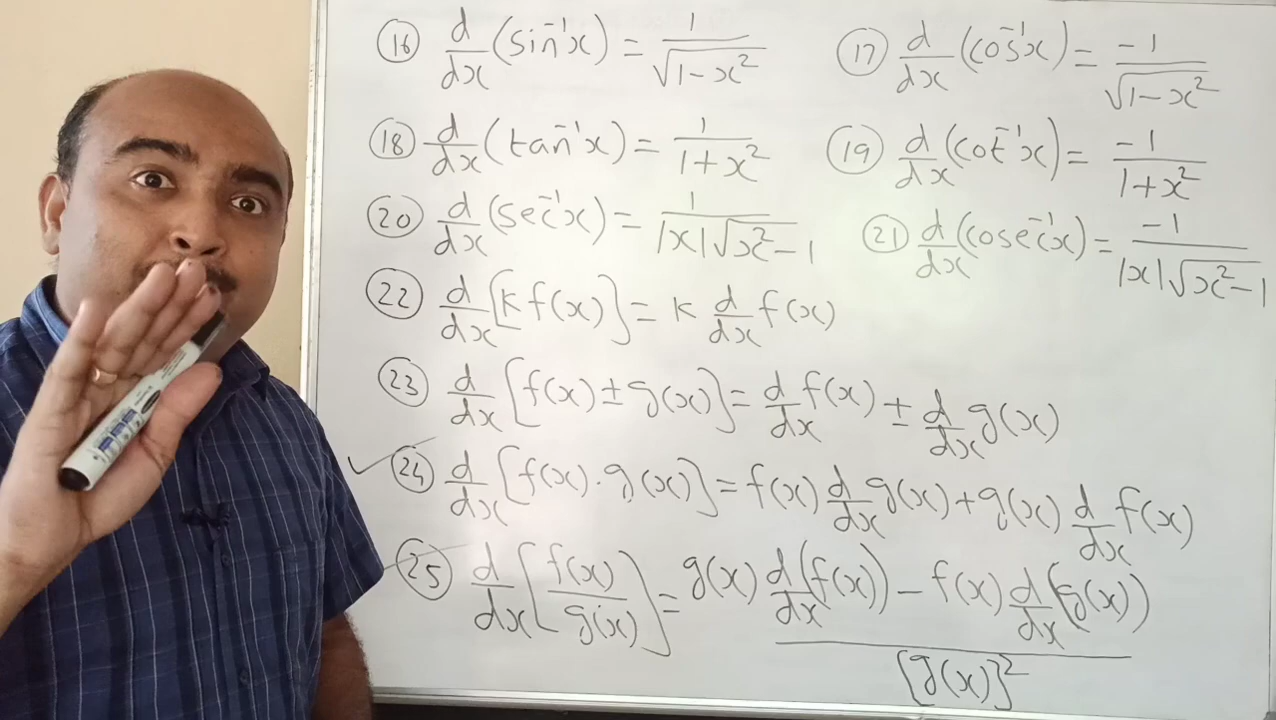 (16) d/dx (sin⁻¹x) = 1/√(1-x²) (17) d/dx (cos⁻¹x) = -1/√(1-x²)
(18) d/dx (tan⁻¹x) = 1/(1+x²) (19) d/dx (cot⁻¹x) = -1/(1+x²)
(20) d/dx (sec⁻¹x) = 1/(|x|√(x²-1)) (21) d/dx (cosec⁻¹x) = -1/(|x|√(x²-1))
(22) d/dx [k f(x)] = k d/dx f(x)
(23) d/dx [f(x) ± g(x)] = d/dx f(x) ± d/dx g(x)
✓ (24) d/dx [f(x) · g(x)] = f(x) d/dx g(x) + g(x) d/dx f(x)
✓ (25) d/dx [f(x)/g(x)] = (g(x) d/dx (f(x)) - f(x) d/dx (g(x)))/[g(x)]²